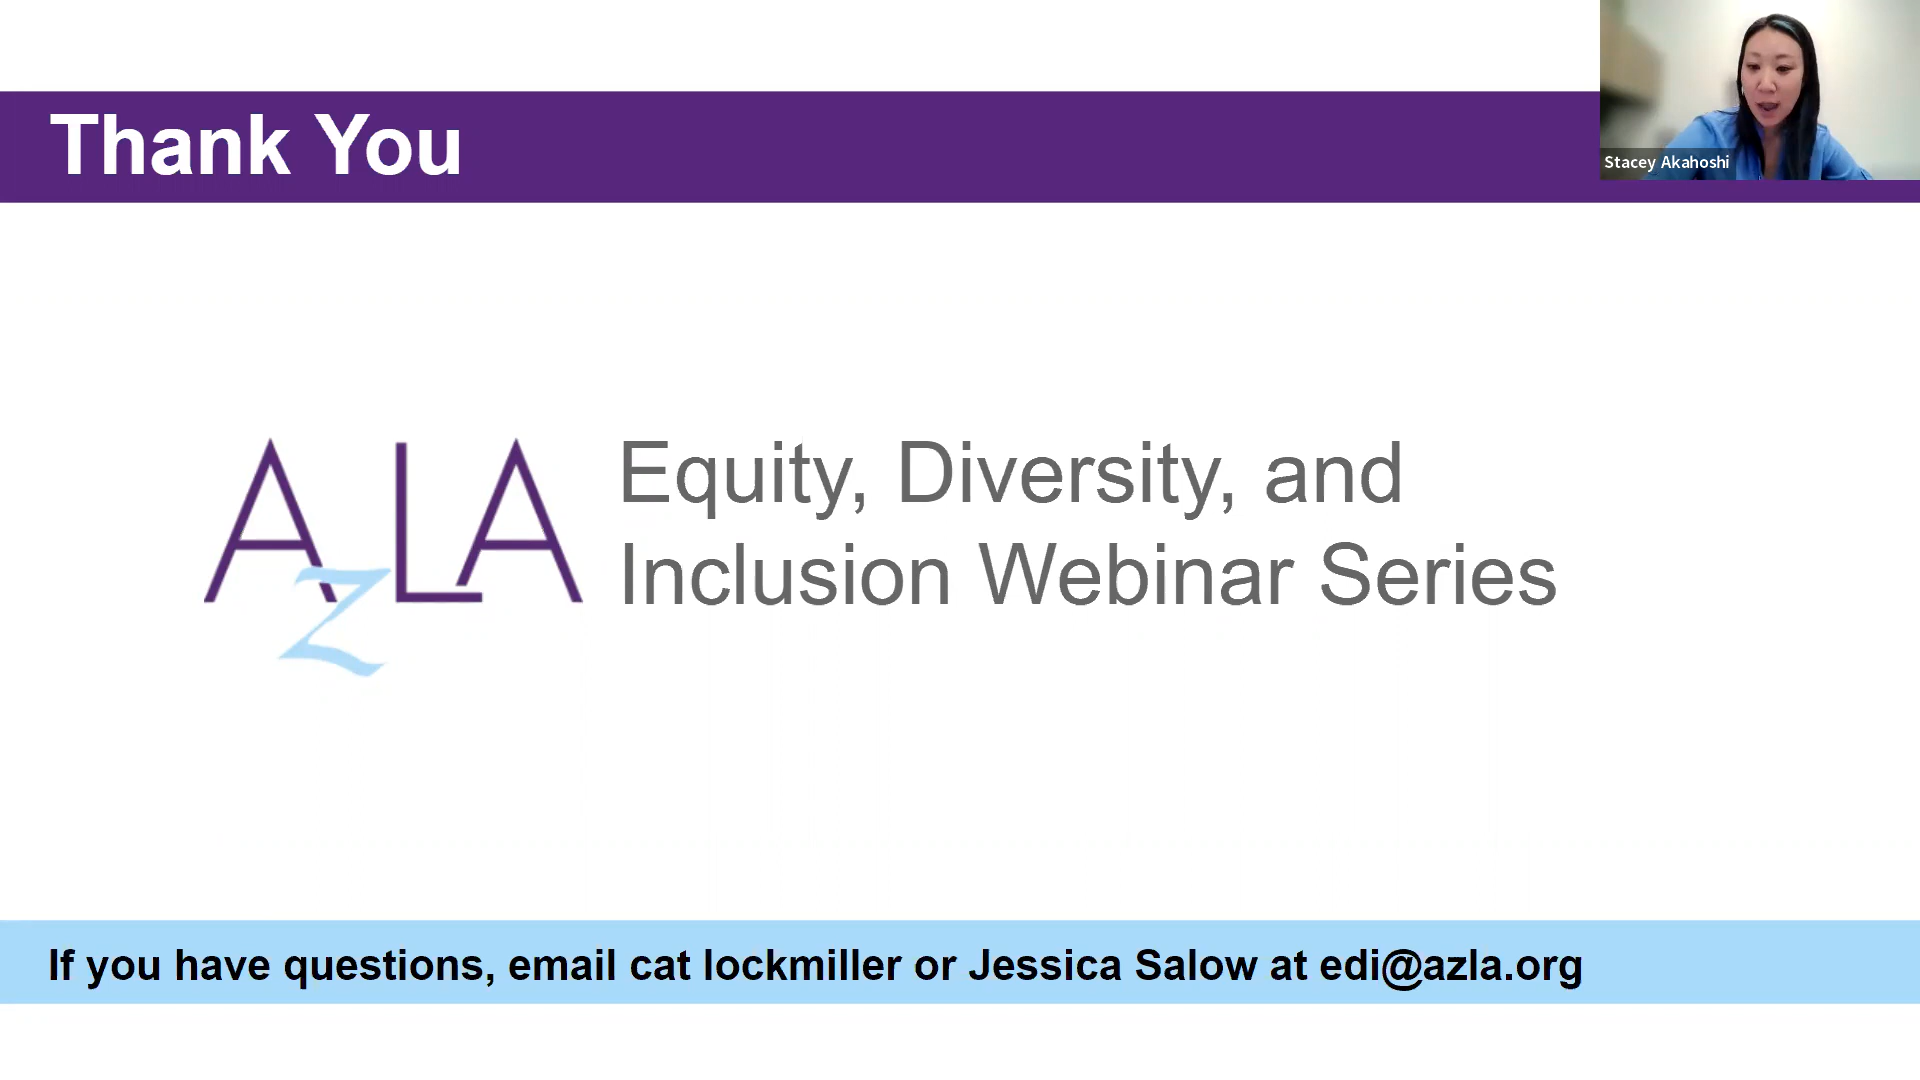 Thank You
Stacey Akahoshi
AzLA
Equity, Diversity, and
Inclusion Webinar Series
If you have questions, email cat lockmiller or Jessica Salow at edi@azla.org